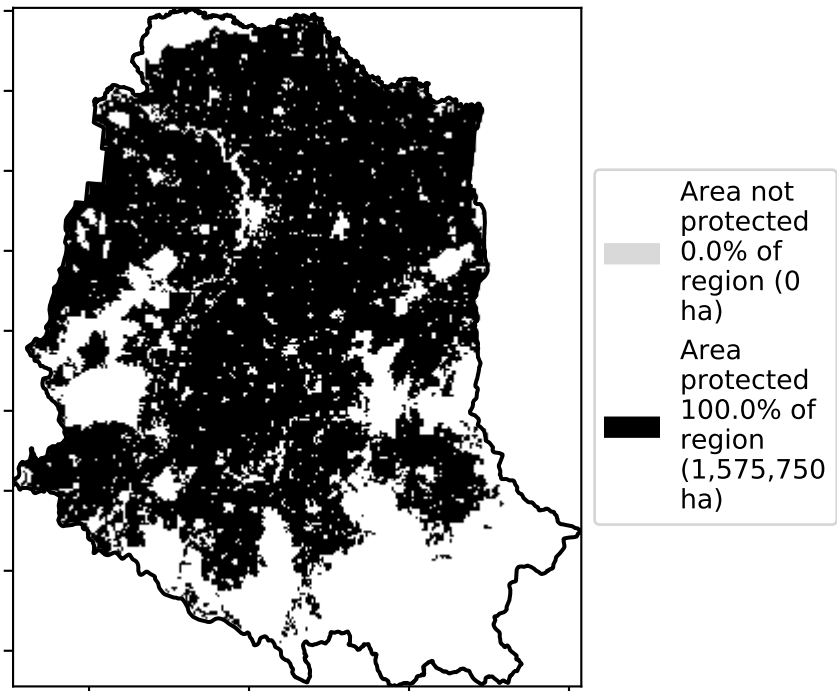 Area not
protected
0.0% of
region (0
ha)
Area
protected
100.0% of
region
(1,575,750
ha)